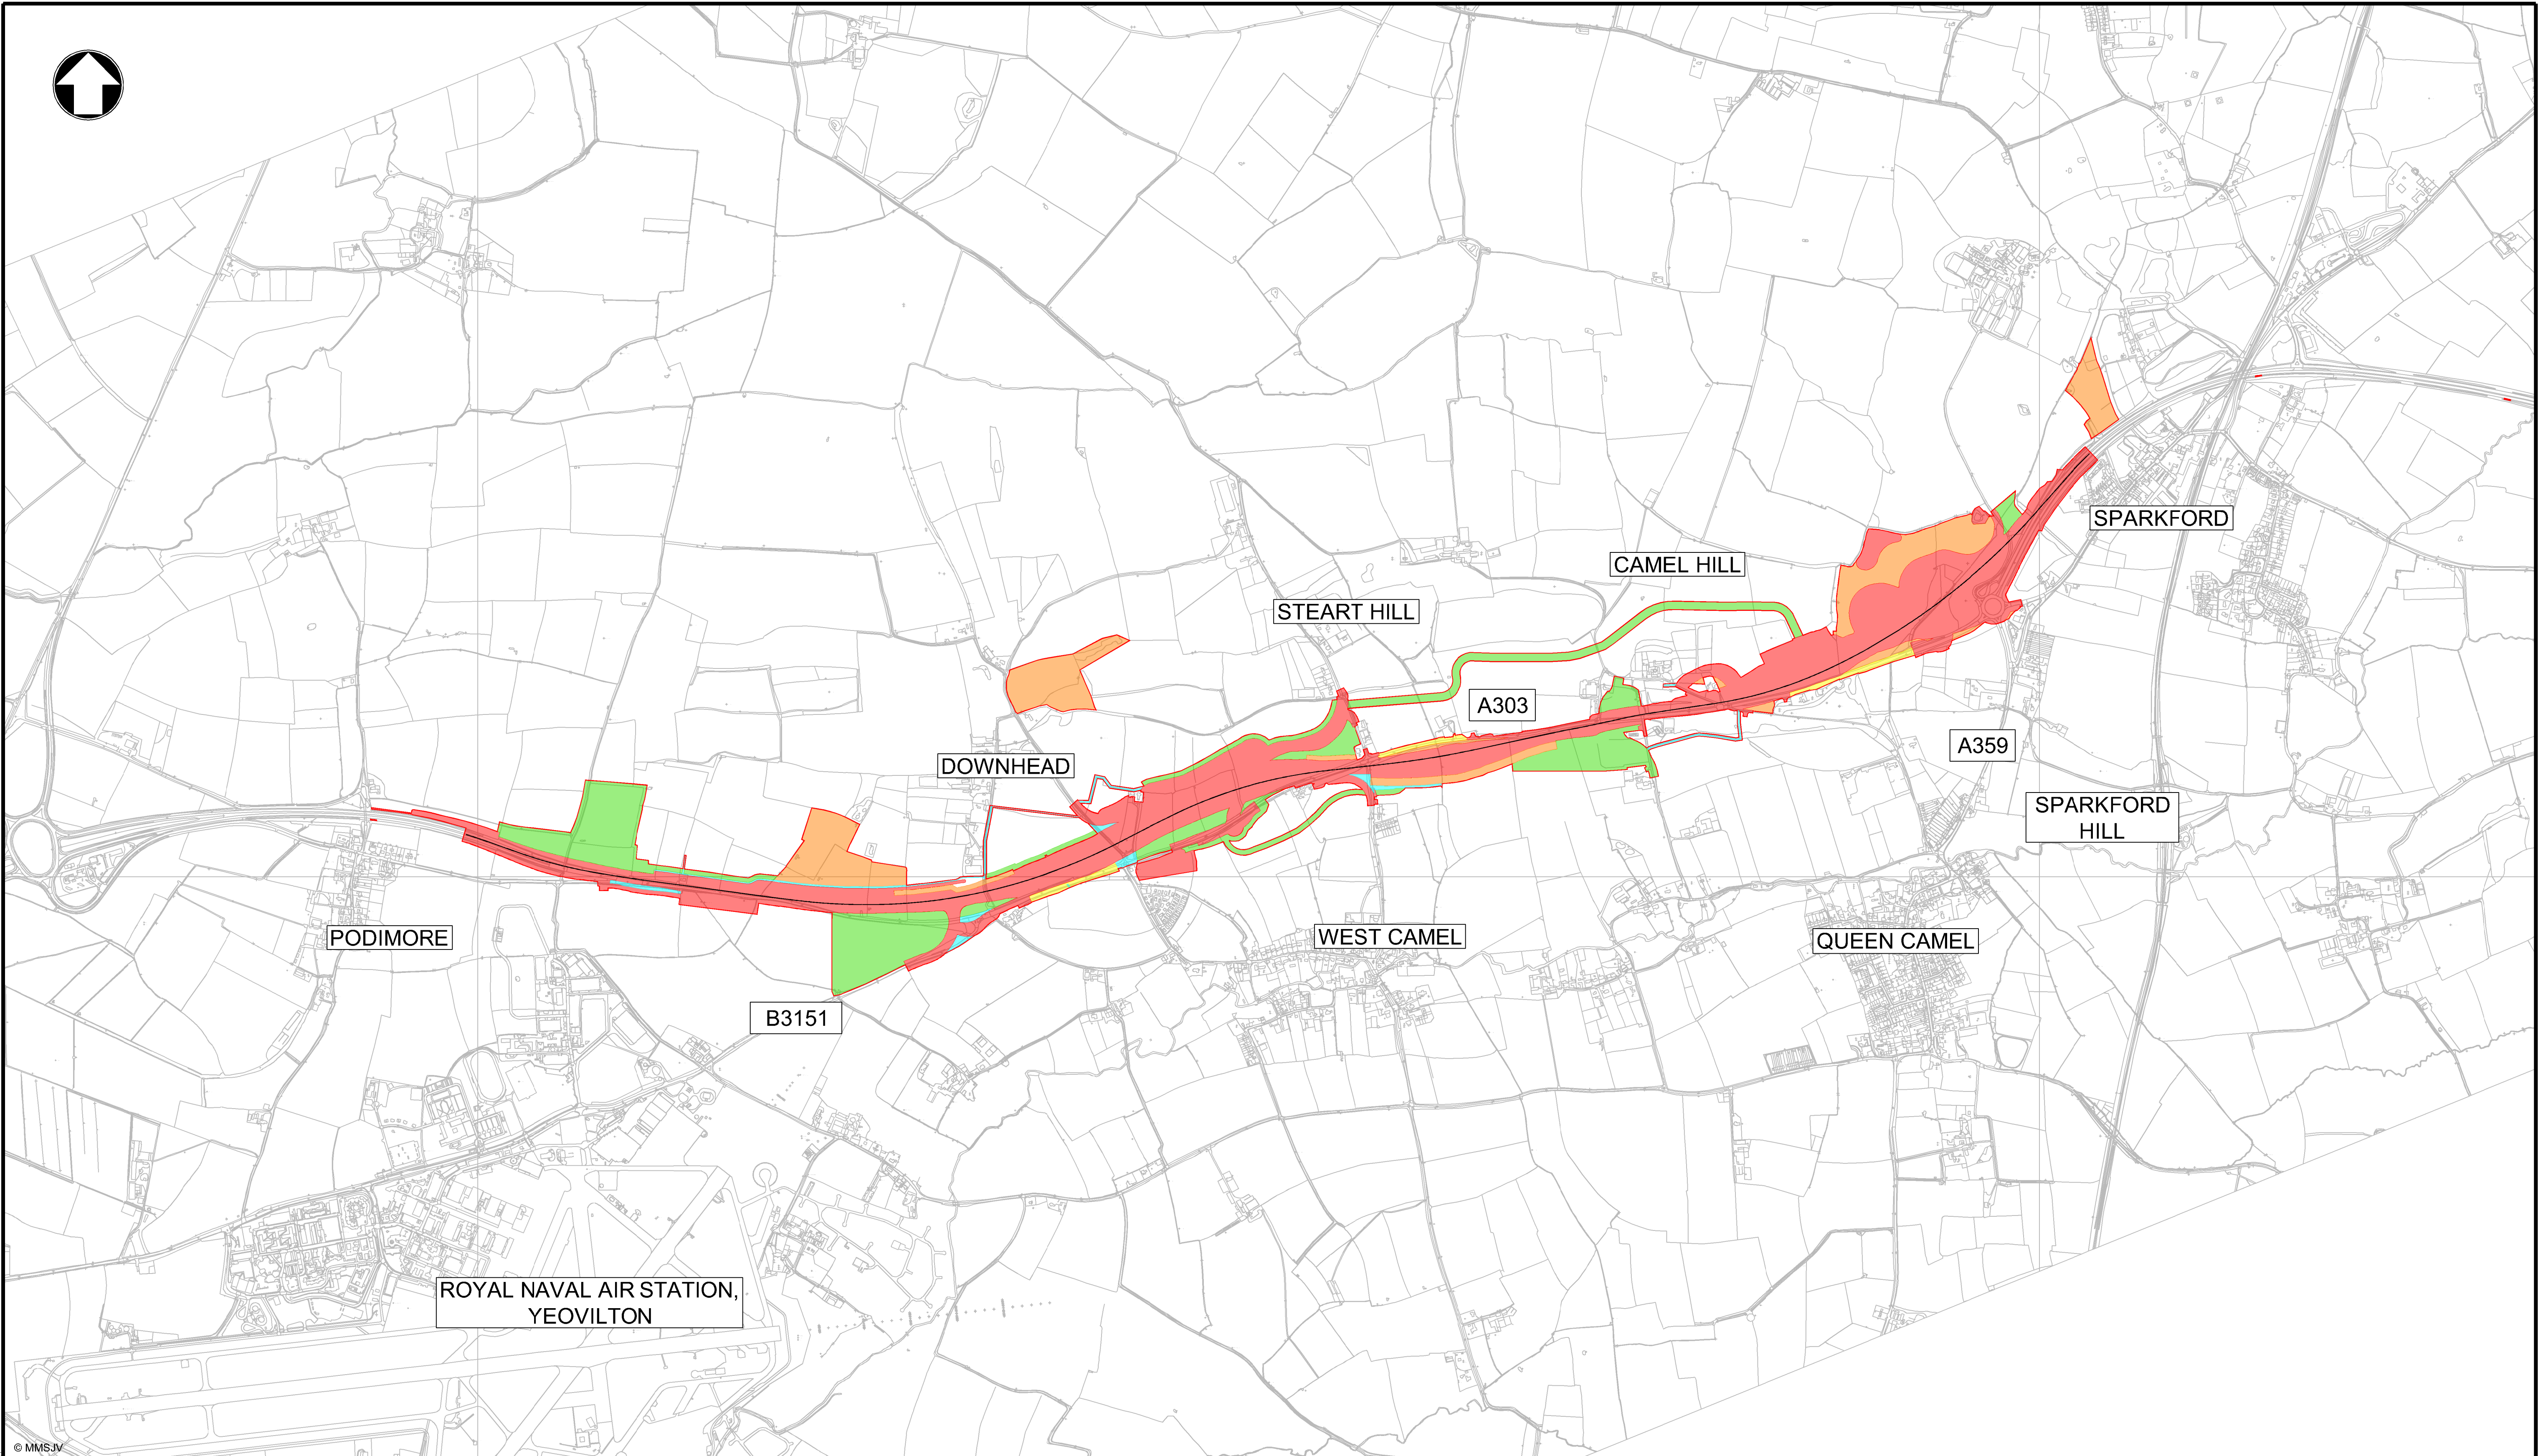 SPARKFORD
CAMEL HILL
STEART HILL
A303
A359
DOWNHEAD
SPARKFORD
HILL
PODIMORE
WEST CAMEL
QUEEN CAMEL
B3151
ROYAL NAVAL AIR STATION,
YEOVILTON
© MMSJV